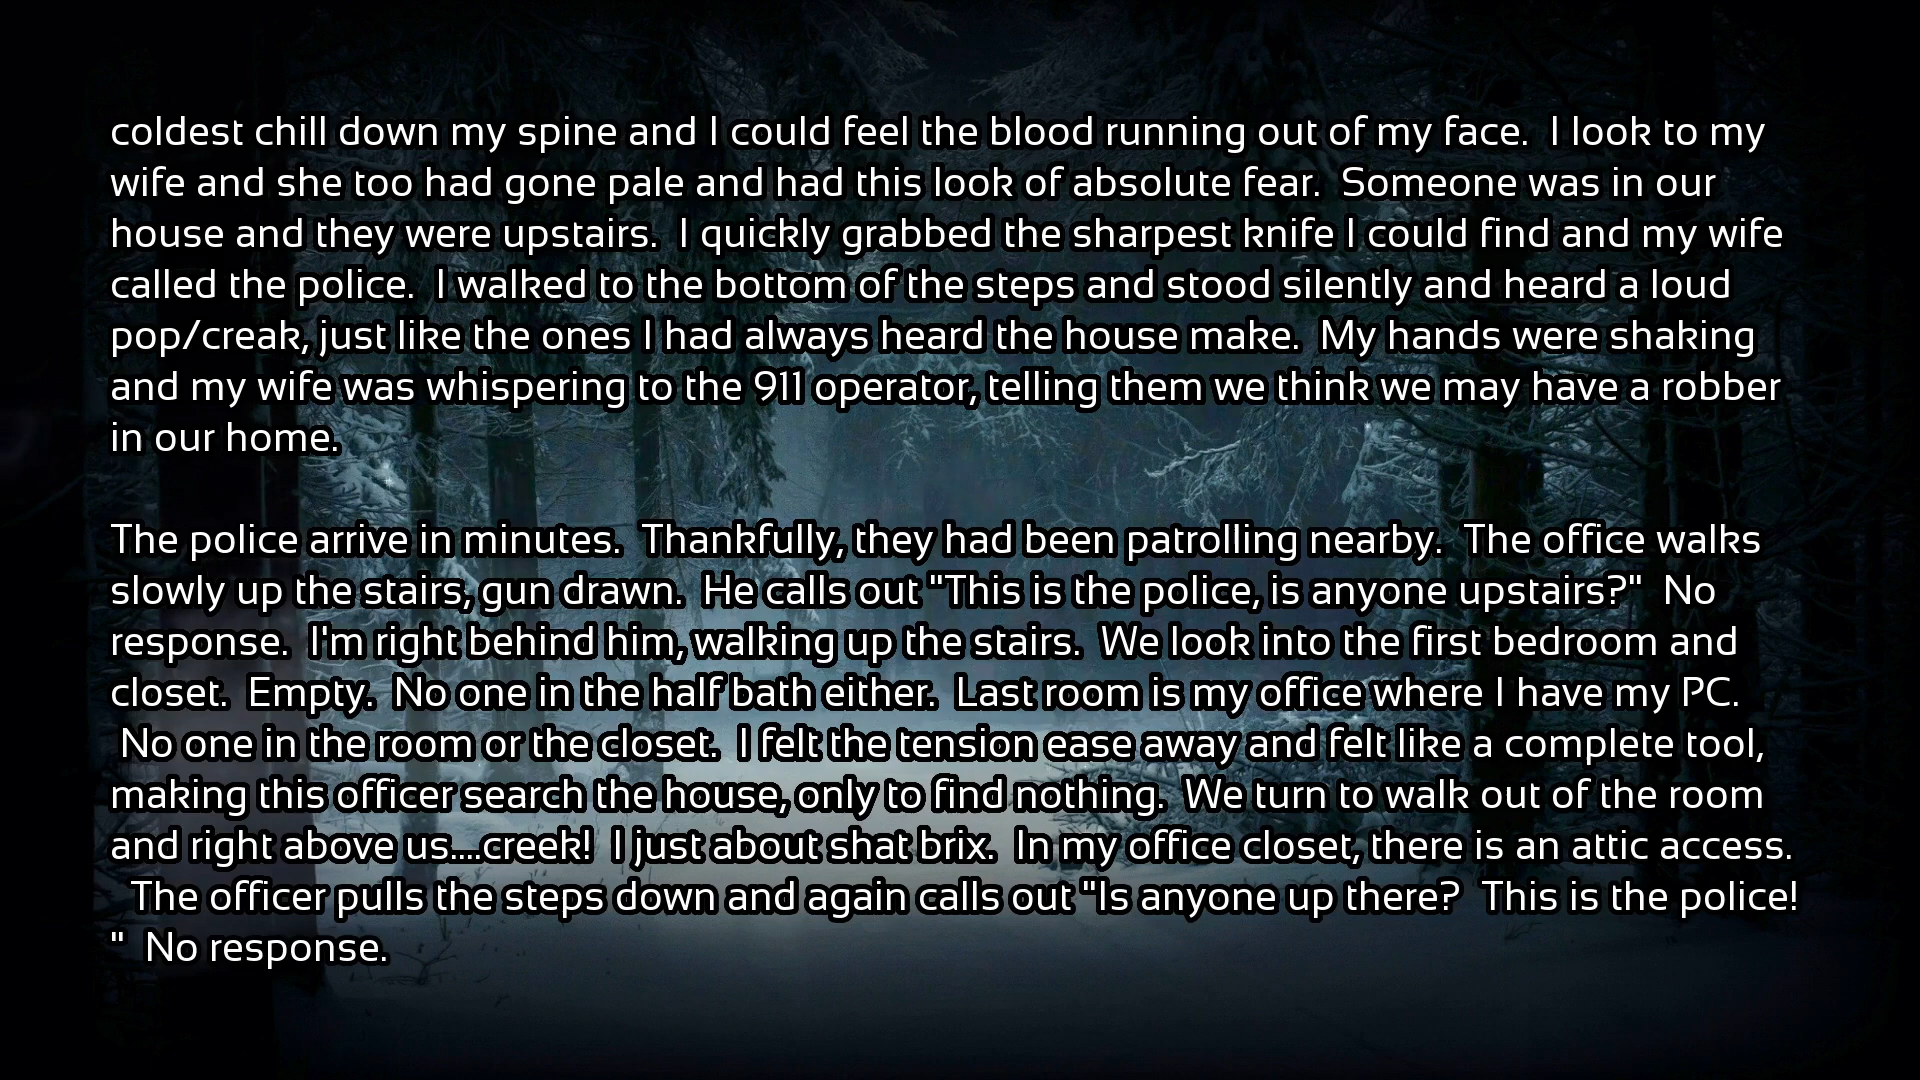 coldest chill down my spine and I could feel the blood running out of my face.  I look to my
wife and she too had gone pale and had this look of absolute fear.  Someone was in our
house and they were upstairs.  I quickly grabbed the sharpest knife I could find and my wife
called the police.  I walked to the bottom of the steps and stood silently and heard a loud
pop/creak, just like the ones I had always heard the house make.  My hands were shaking
and my wife was whispering to the 911 operator, telling them we think we may have a robber
in our home.

The police arrive in minutes.  Thankfully, they had been patrolling nearby.  The office walks
slowly up the stairs, gun drawn.  He calls out "This is the police, is anyone upstairs?"  No
response.  I'm right behind him, walking up the stairs.  We look into the first bedroom and
closet.  Empty.  No one in the half bath either.  Last room is my office where I have my PC.
No one in the room or the closet.  I felt the tension ease away and felt like a complete tool,
making this officer search the house, only to find nothing.  We turn to walk out of the room
and right above us....creek!  I just about shat brix.  In my office closet, there is an attic access.
The officer pulls the steps down and again calls out "Is anyone up there?  This is the police!
"  No response.